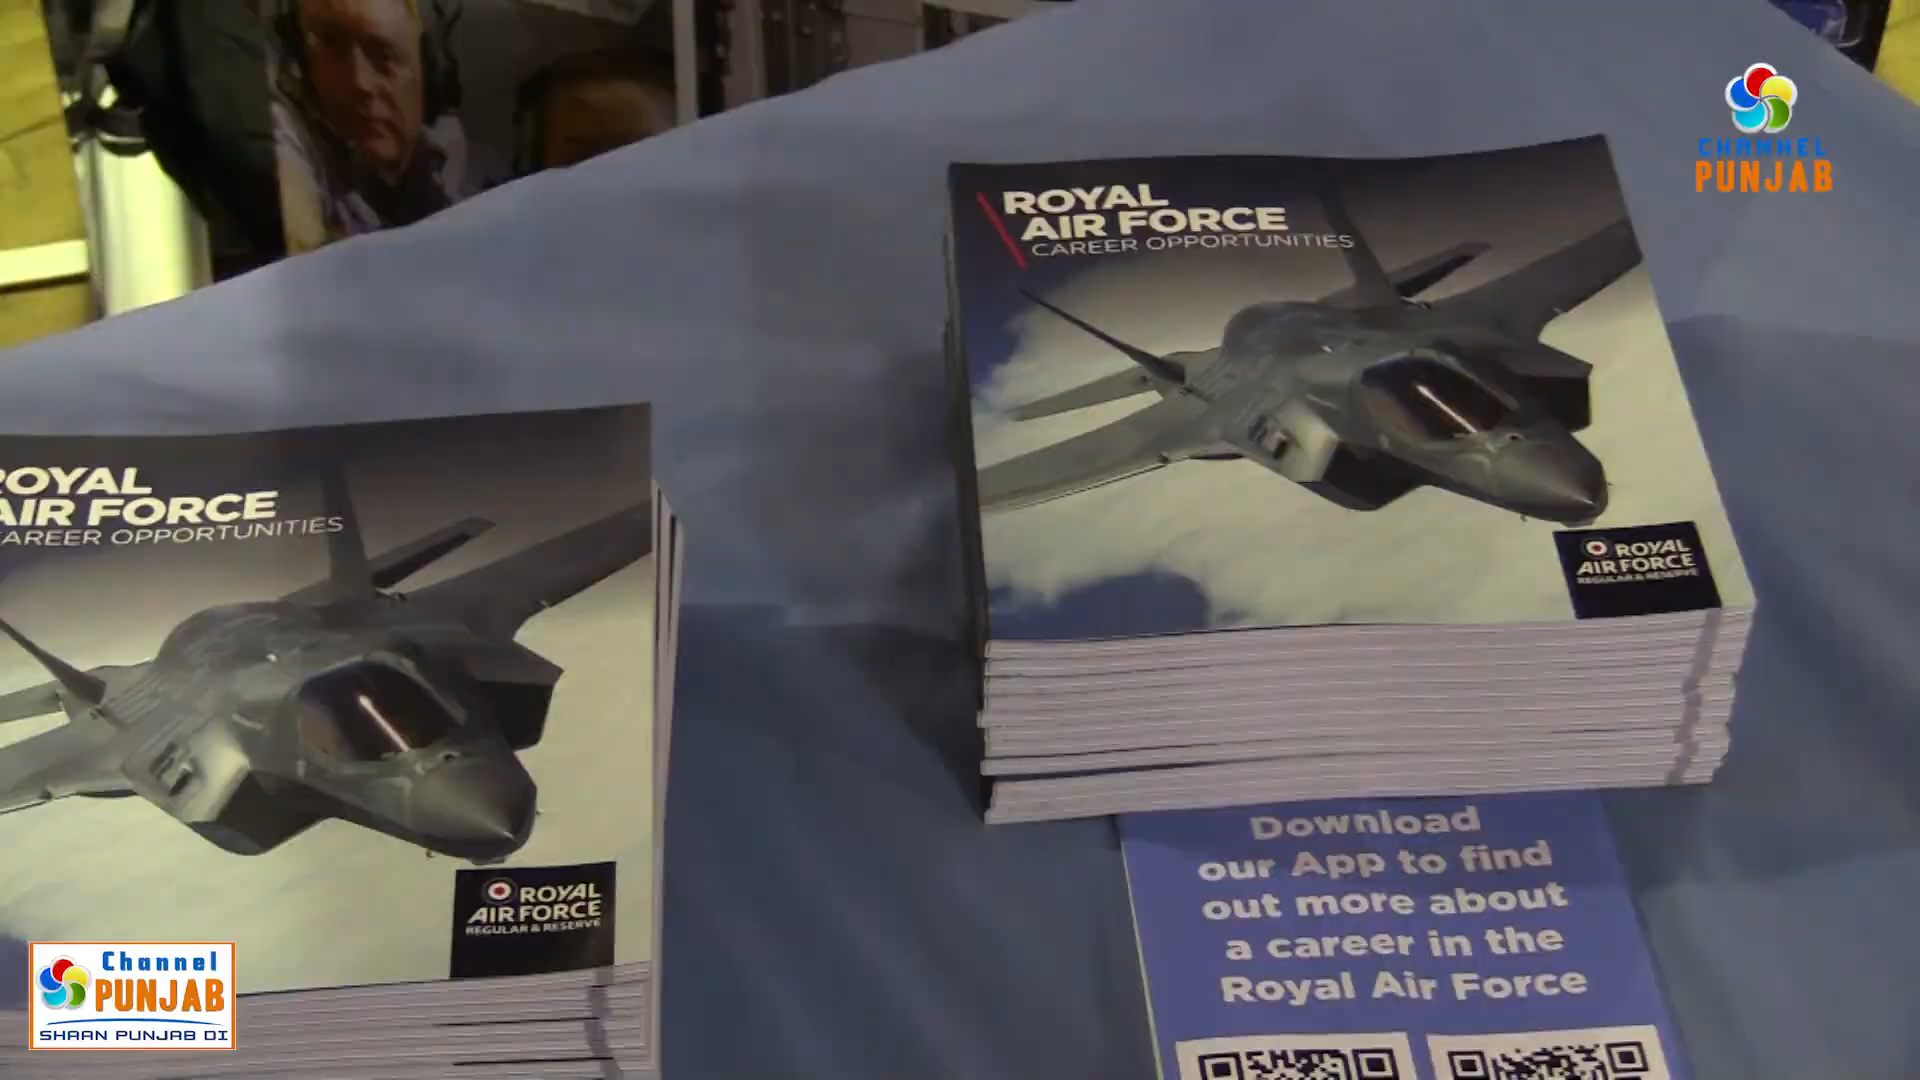 CHANNEL
PUNJAB
ROYAL
AIR FORCE
CAREER OPPORTUNITIES
ROYAL
AIR FORCE
REGULAR & RESERVE
ROYAL
AIR FORCE
CAREER OPPORTUNITIES
ROYAL
AIR FORCE
REGULAR & RESERVE
Download
our App to find
out more about
a career in the
Royal Air Force
Channel
PUNJAB
SHAAN PUNJAB DI